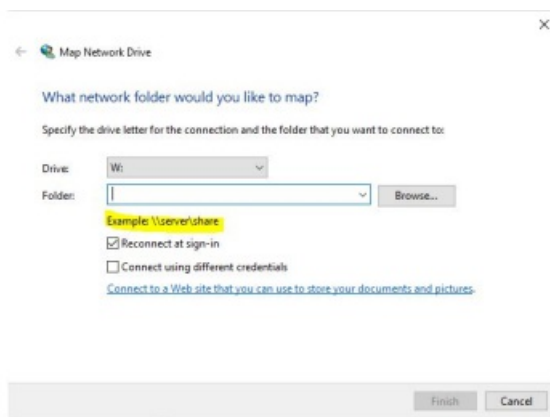 Map Network Drive
What network folder would you like to map?
Specify the drive letter for the connection and the folder that you want to connect to:
Drive: W:
Folder: Browse...
Example: \\server\share
Reconnect at sign-in
Connect using different credentials
Connect to a Web site that you can use to store your documents and pictures.
Finish Cancel